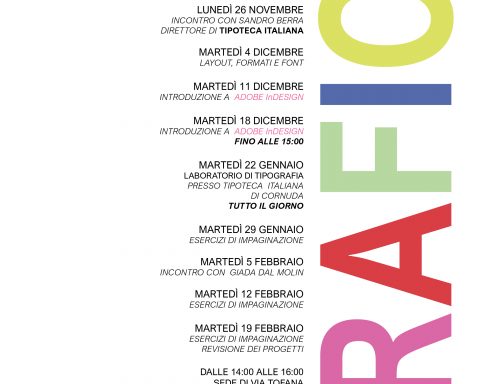 LUNEDÌ 26 NOVEMBRE
INCONTRO CON SANDRO BERRA
DIRETTORE DI TIPOTECA ITALIANA
MARTEDÌ 4 DICEMBRE
LAYOUT, FORMATI E FONT
MARTEDÌ 11 DICEMBRE
INTRODUZIONE A ADOBE InDESIGN
MARTEDÌ 18 DICEMBRE
INTRODUZIONE A ADOBE InDESIGN
FINO ALLE 15:00
MARTEDÌ 22 GENNAIO
LABORATORIO DI TIPOGRAFIA
PRESSO TIPOTECA ITALIANA
DI CORNUDA
TUTTO IL GIORNO
MARTEDÌ 29 GENNAIO
ESERCIZI DI IMPAGINAZIONE
MARTEDÌ 5 FEBBRAIO
INCONTRO CON GIADA DAL MOLIN
MARTEDÌ 12 FEBBRAIO
ESERCIZI DI IMPAGINAZIONE
MARTEDÌ 19 FEBBRAIO
ESERCIZI DI IMPAGINAZIONE
REVISIONE DEI PROGETTI
DALLE 14:00 ALLE 16:00
SEDE DI VIA TOFANA
RAFIC